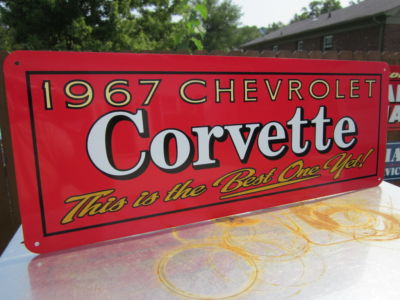 1967 CHEVROLET
Corvette
This is the Best One Yet!